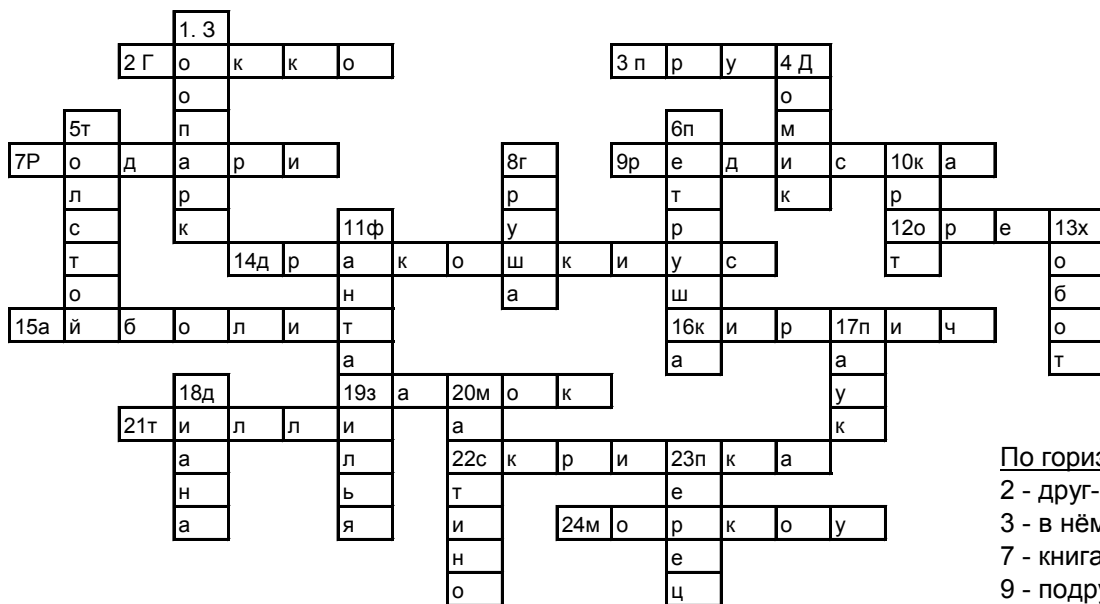 1. З
2 Г о к к о 3 п р у 4 Д
о о
5т п 6п м
7Р о д а р и 8г 9р е д и с 10к а
л р р т к р
с к 11ф у р 12о р е 13х
т 14д р а к о ш к и у с т о
о н а ш б
15а й б о л и т 16к и р 17п и ч о
а а а т
18д 19з а 20м о к у
21т и л л и а к
а л 22с к р и 23п к а По гориз
н ь т е 2 - друг-
а я и 24м о р к о у 3 - в нём
н е 7 - книга
о ц 9 - подру